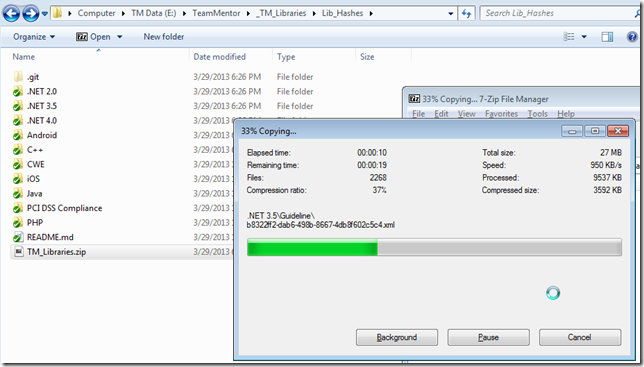 Computer ▸ TM Data (E:) ▸ TeamMentor ▸ _TM_Libraries ▸ Lib_Hashes ▸
Search Lib_Hashes
Organize Open New folder
Name Date modified Type Size
.git 3/29/2013 6:26 PM File folder
.NET 2.0 3/29/2013 6:26 PM File folder
.NET 3.5 3/29/2013 6:26 PM File folder
.NET 4.0 3/29/2013 6:26 PM File folder
Android 3/29/2013
C++ 3/29/2013
CWE 3/29/2013
iOS 3/29/2013
Java 3/29/2013
PCI DSS Compliance 3/29/2013
PHP 3/29/2013
README.md 3/29/2013
TM_Libraries.zip 3/29/2013
33% Copying... 7-Zip File Manager
File Edit View Favorites Tools Help
33% Copying...
Elapsed time: 00:00:10 Total size: 27 MB
Remaining time: 00:00:19 Speed: 950 KB/s
Files: 2268 Processed: 9537 KB
Compression ratio: 37% Compressed size: 3592 KB
.NET 3.5\Guideline\
b8322ff2-dab6-498b-8667-4db8f602c5c4.xml
Background Pause Cancel